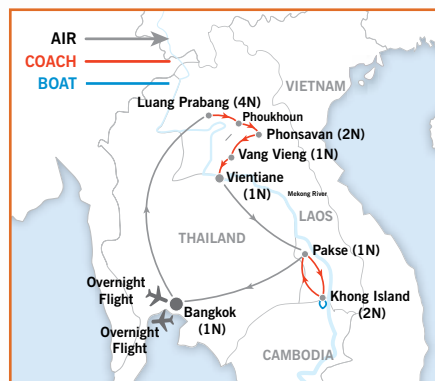 AIR
COACH
BOAT
VIETNAM
Luang Prabang (4N)
Phoukhoun
Phonsavan (2N)
Vang Vieng (1N)
Vientiane
(1N)
Mekong River
LAOS
THAILAND
Pakse (1N)
Overnight
Flight
Bangkok
(1N)
Khong Island
(2N)
Overnight
Flight
CAMBODIA